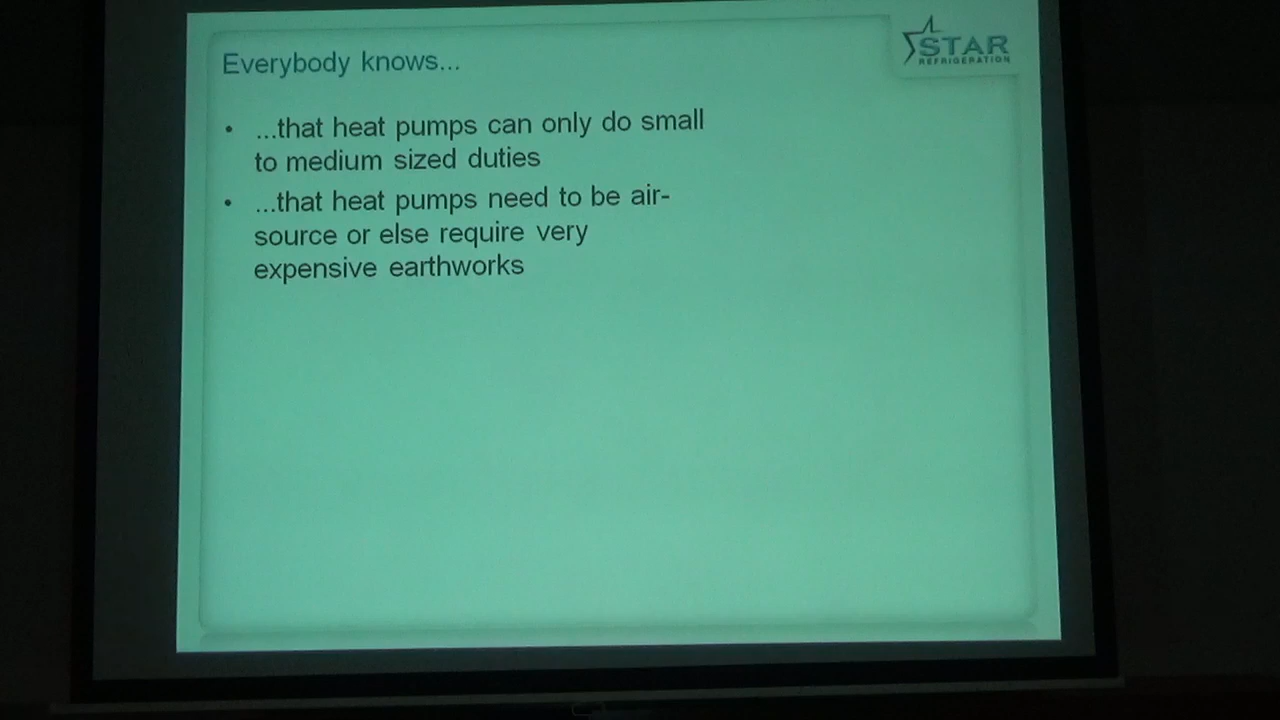 Everybody knows...
STAR
REFRIGERATION
• ...that heat pumps can only do small
to medium sized duties
• ...that heat pumps need to be air-
source or else require very
expensive earthworks